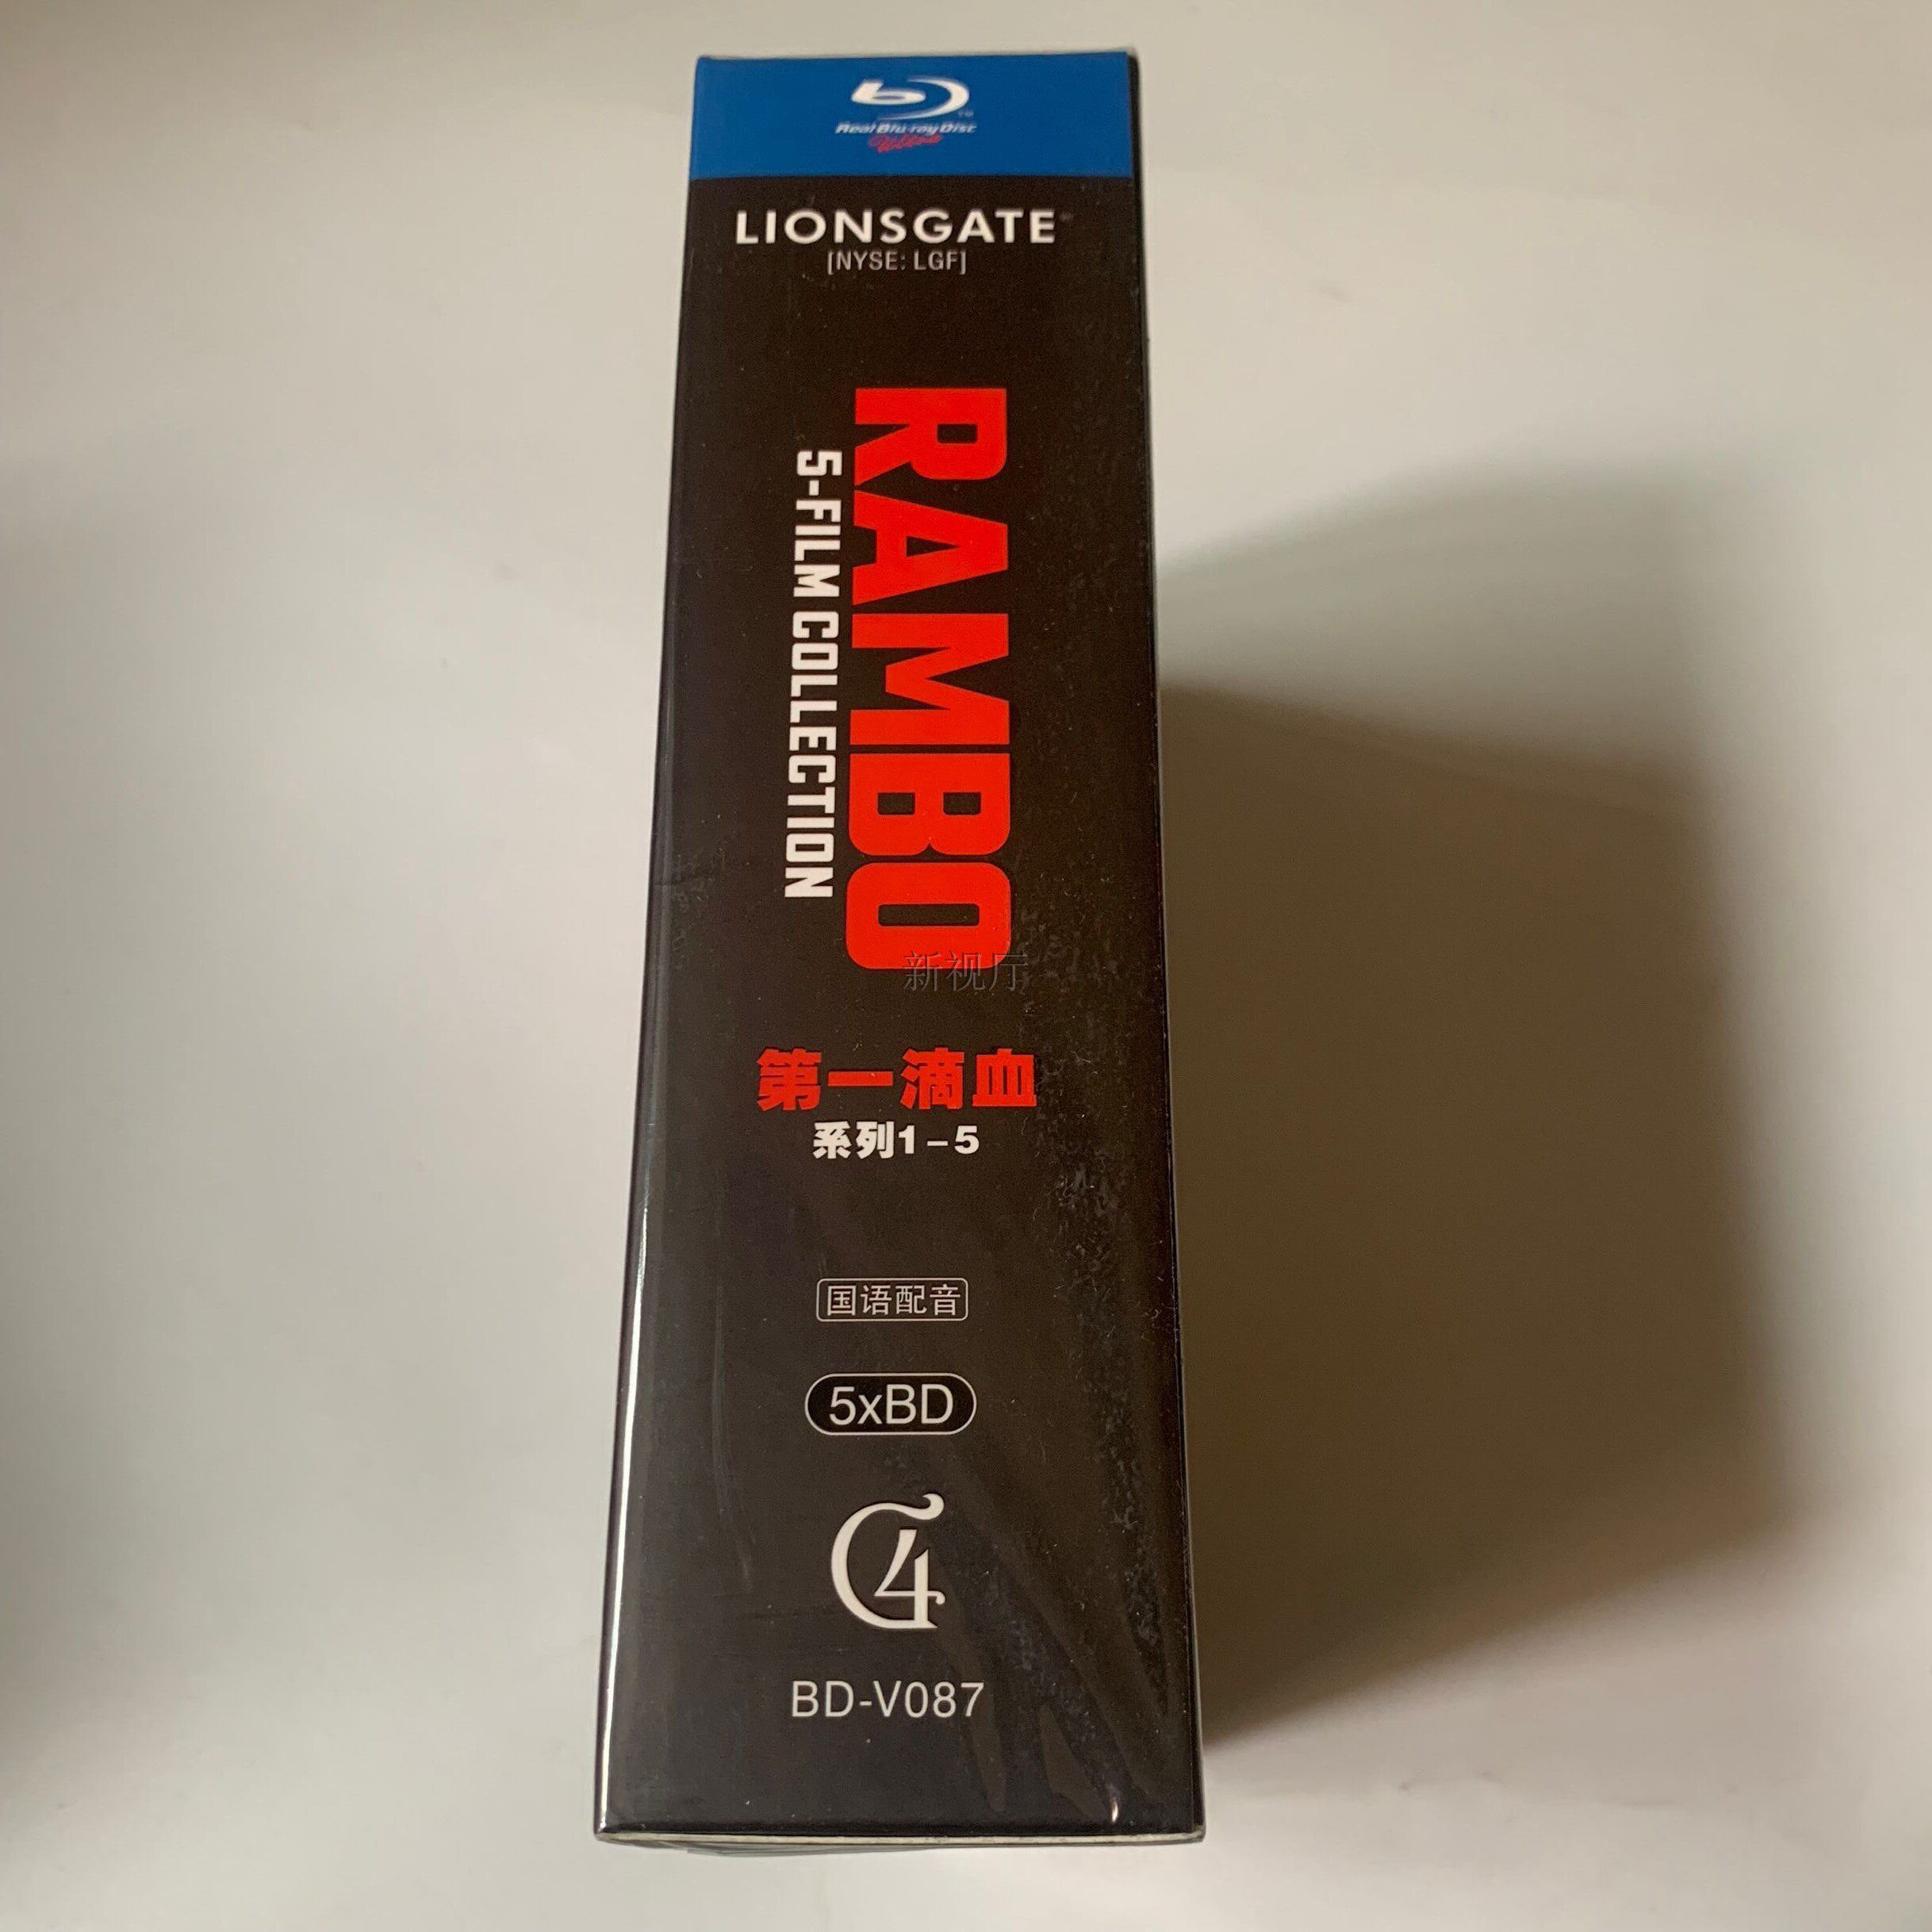 Real Blu-ray Disc
LIONSGATE
[NYSE: LGF]
RAMBO
5-FILM COLLECTION
新视厅
第一滴血
系列1-5
国语配音
5xBD
C4
BD-V087